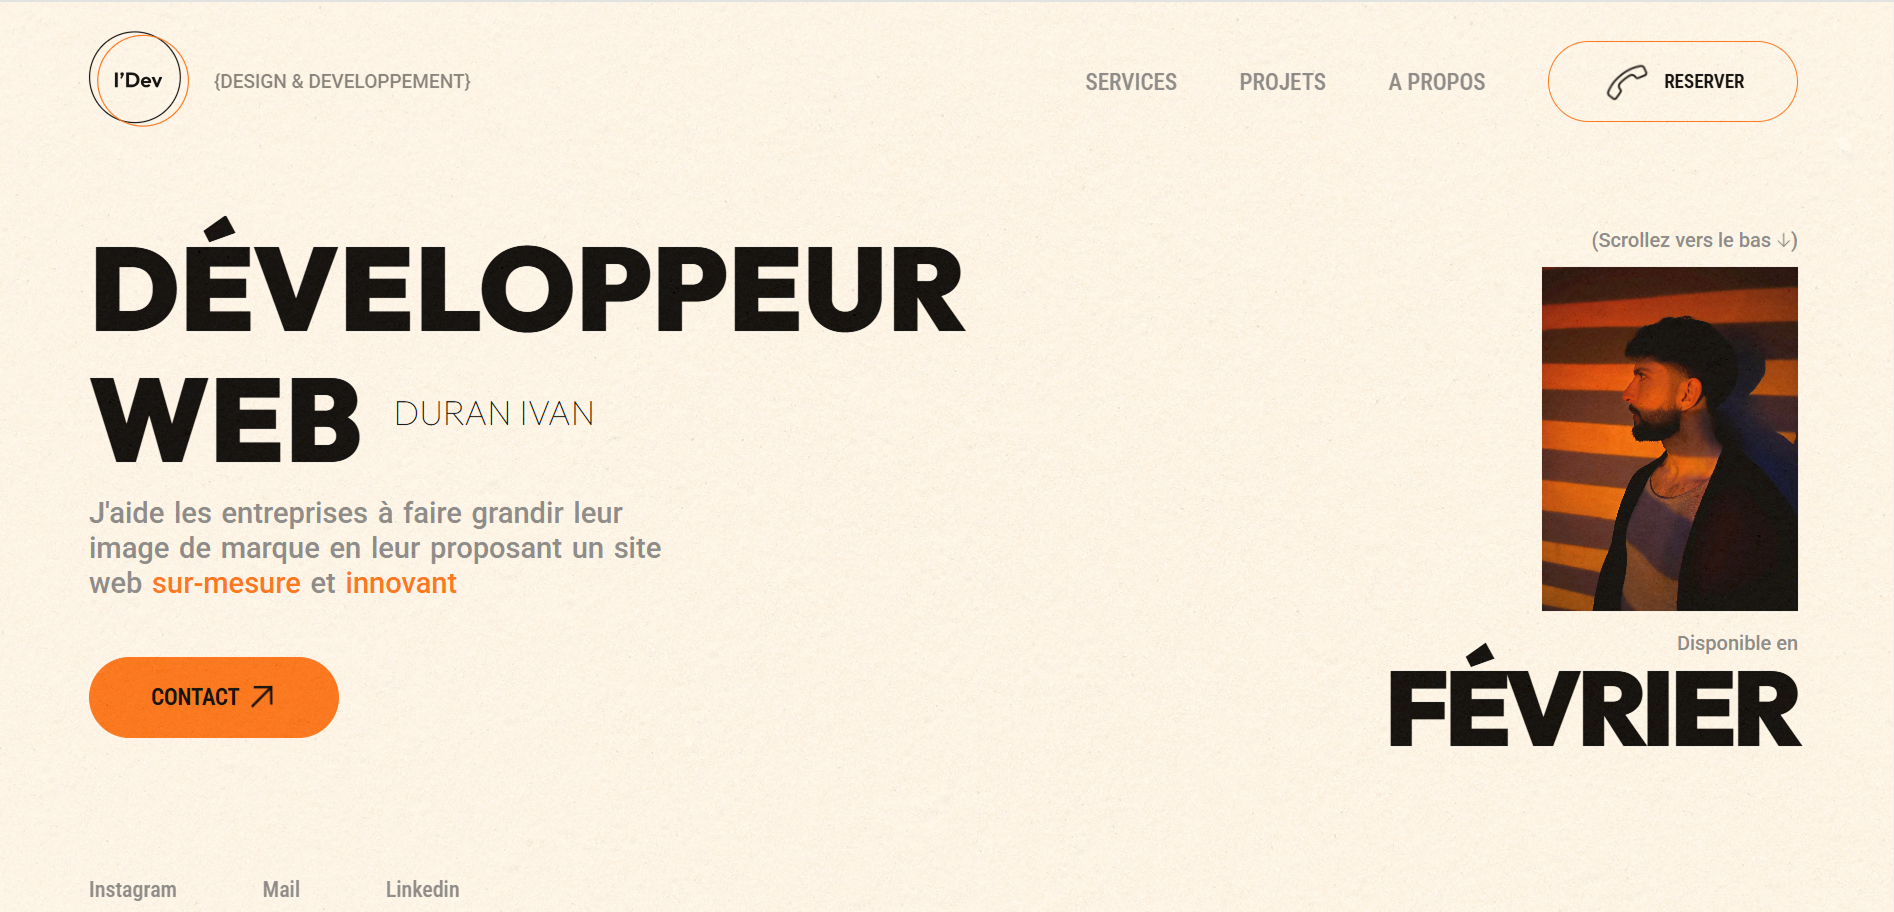 l'Dev
{DESIGN & DEVELOPPEMENT}
SERVICES
PROJETS
A PROPOS
RESERVER
DÉVELOPPEUR
WEB
DURAN IVAN
J'aide les entreprises à faire grandir leur
image de marque en leur proposant un site
web sur-mesure et innovant
CONTACT
(Scrollez vers le bas ↓)
Disponible en
FÉVRIER
Instagram
Mail
Linkedin